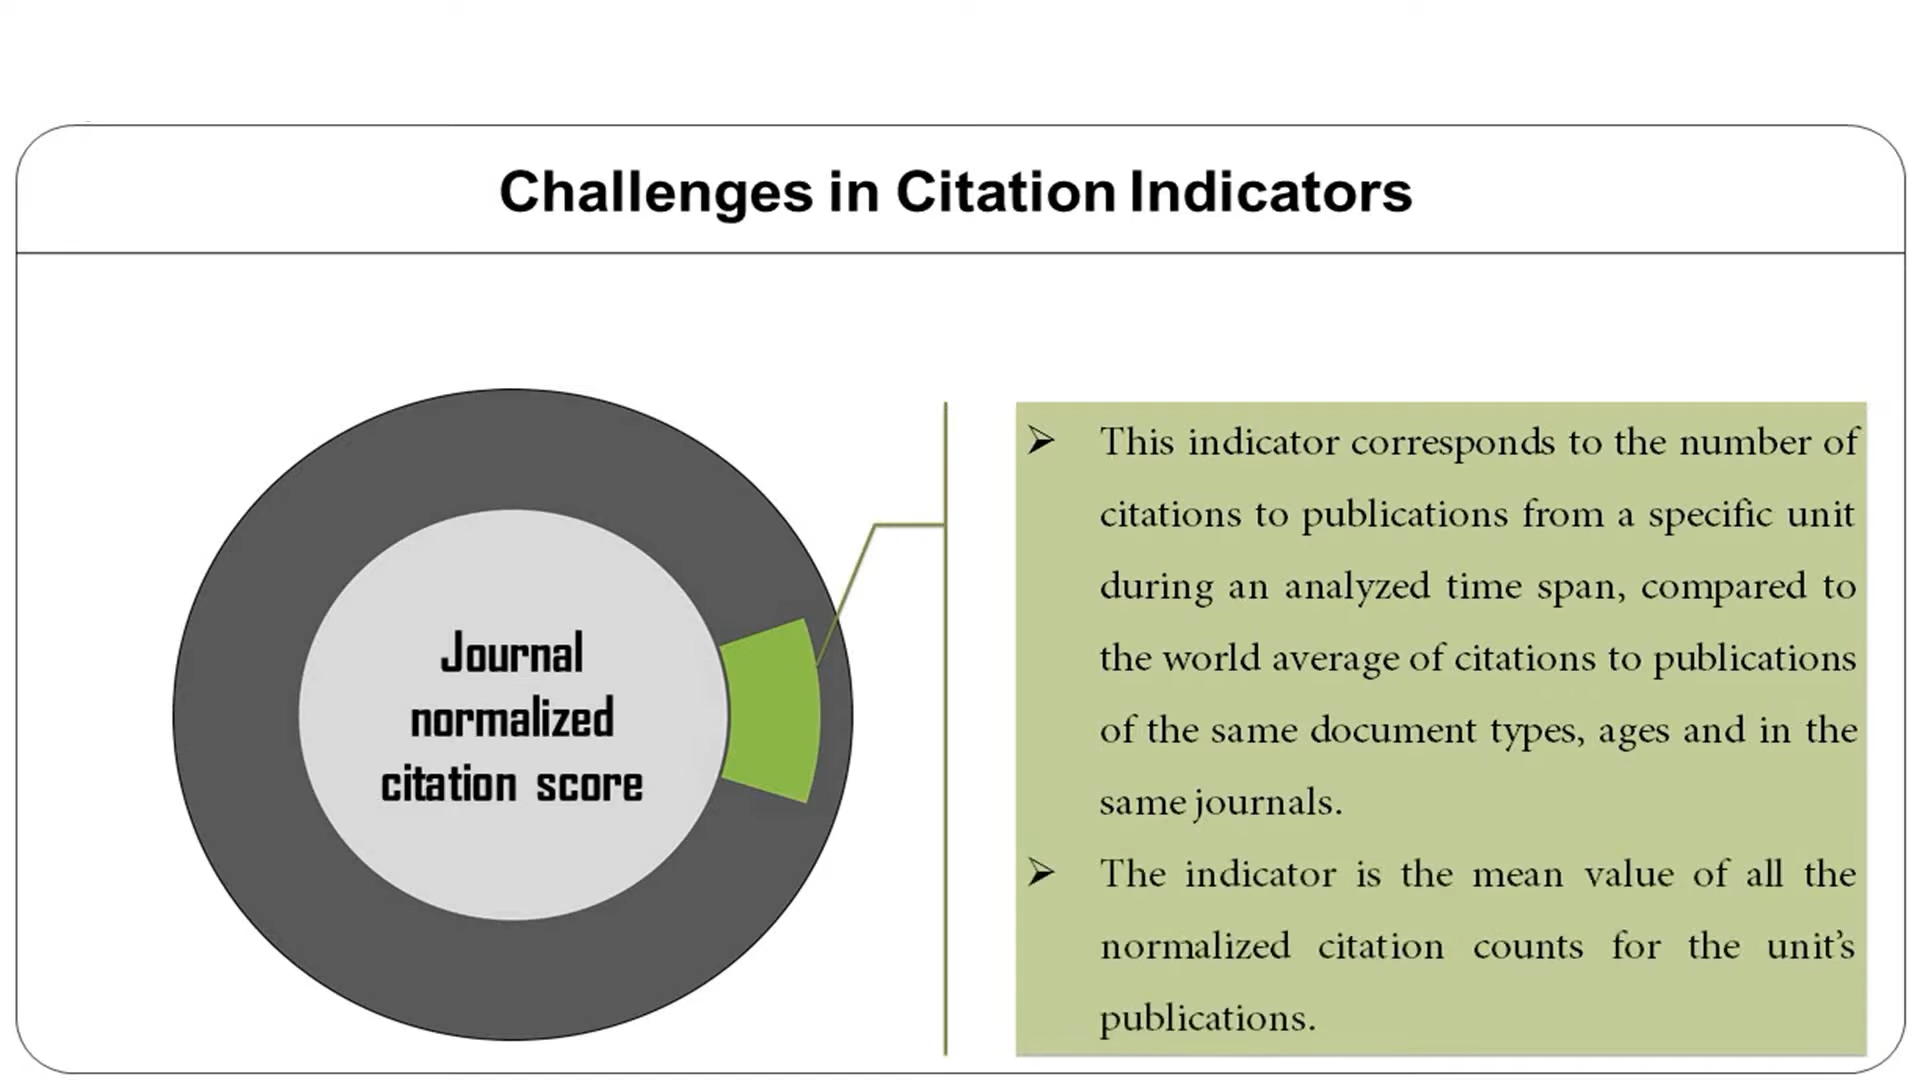 Challenges in Citation Indicators
Journal
normalized
citation score
➢ This indicator corresponds to the number of
citations to publications from a specific unit
during an analyzed time span, compared to
the world average of citations to publications
of the same document types, ages and in the
same journals.
➢ The indicator is the mean value of all the
normalized citation counts for the unit’s
publications.